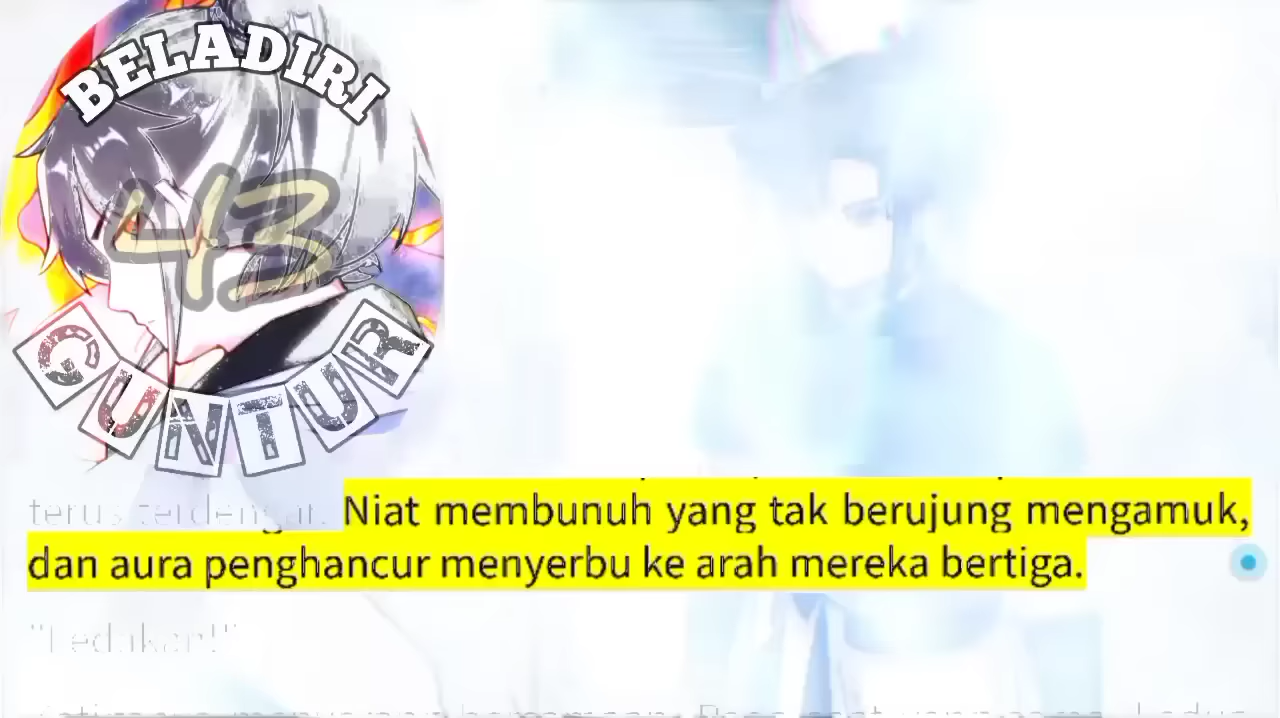 BELADIRI
43
GUNTUR
terus terdengar. Niat membunuh yang tak berujung mengamuk,
dan aura penghancur menyerbu ke arah mereka bertiga.
"Ledakan!"